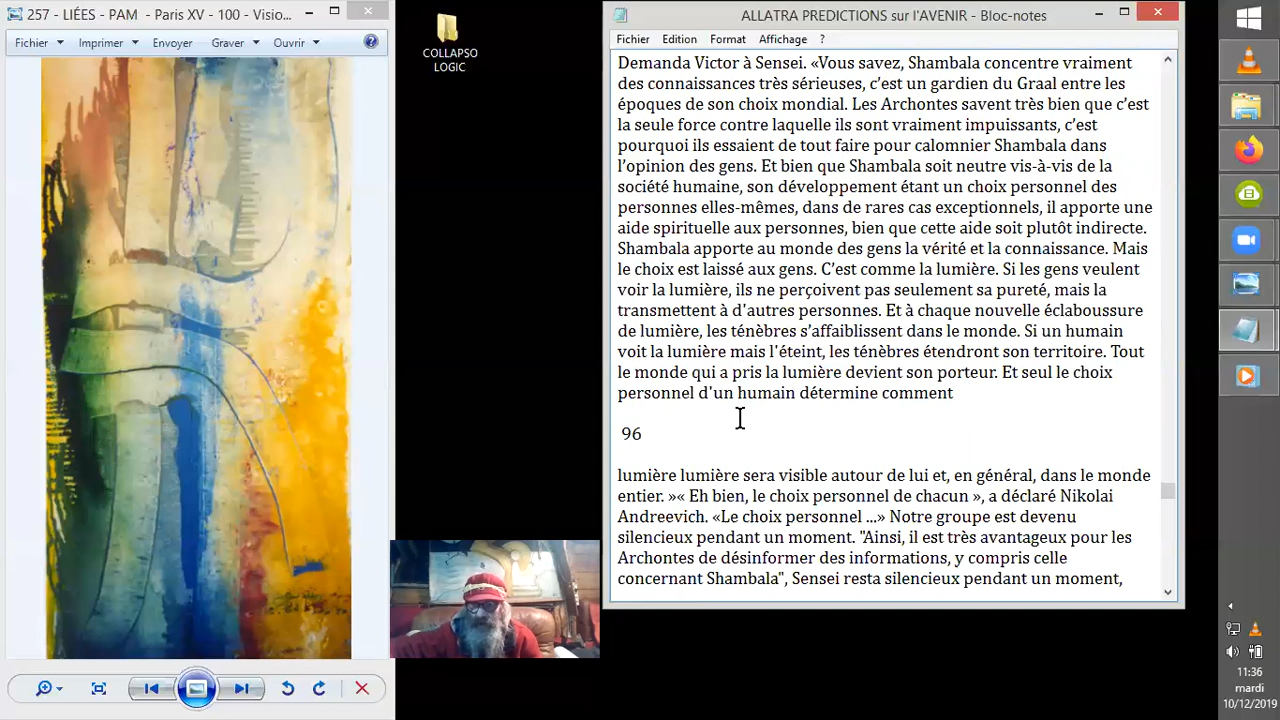 257 - LIÉES - PAM - Paris XV - 100 - Visio...
Fichier
Imprimer
Envoyer
Graver
Ouvrir
COLLAPSO
LOGIC
ALLATRA PREDICTIONS sur l'AVENIR - Bloc-notes
Fichier
Edition
Format
Affichage
?
Demanda Victor à Sensei. «Vous savez, Shambala concentre vraiment
des connaissances très sérieuses, c’est un gardien du Graal entre les
époques de son choix mondial. Les Archontes savent très bien que c’est
la seule force contre laquelle ils sont vraiment impuissants, c’est
pourquoi ils essaient de tout faire pour calomnier Shambala dans
l’opinion des gens. Et bien que Shambala soit neutre vis-à-vis de la
société humaine, son développement étant un choix personnel des
personnes elles-mêmes, dans de rares cas exceptionnels, il apporte une
aide spirituelle aux personnes, bien que cette aide soit plutôt indirecte.
Shambala apporte au monde des gens la vérité et la connaissance. Mais
le choix est laissé aux gens. C’est comme la lumière. Si les gens veulent
voir la lumière, ils ne perçoivent pas seulement sa pureté, mais la
transmettent à d'autres personnes. Et à chaque nouvelle éclaboussure
de lumière, les ténèbres s’affaiblissent dans le monde. Si un humain
voit la lumière mais l'éteint, les ténèbres étendront son territoire. Tout
le monde qui a pris la lumière devient son porteur. Et seul le choix
personnel d'un humain détermine comment
96
lumière lumière sera visible autour de lui et, en général, dans le monde
entier. »« Eh bien, le choix personnel de chacun », a déclaré Nikolai
Andreevich. «Le choix personnel ...» Notre groupe est devenu
silencieux pendant un moment. "Ainsi, il est très avantageux pour les
Archontes de désinformer des informations, y compris celle
concernant Shambala", Sensei resta silencieux pendant un moment,
11:36
mardi
10/12/2019